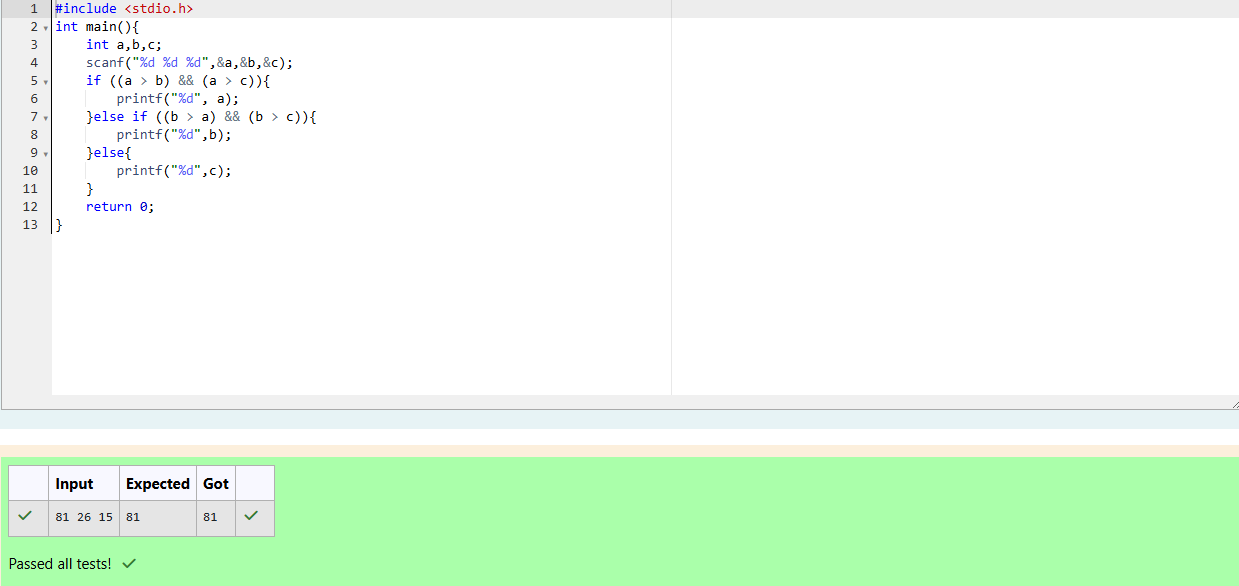 1 #include <stdio.h>
2 int main(){
3     int a,b,c;
4     scanf("%d %d %d",&a,&b,&c);
5     if ((a > b) && (a > c)){
6         printf("%d", a);
7     }else if ((b > a) && (b > c)){
8         printf("%d",b);
9     }else{
10         printf("%d",c);
11     }
12     return 0;
13 }
Input Expected Got
81 26 15 81 81
Passed all tests!